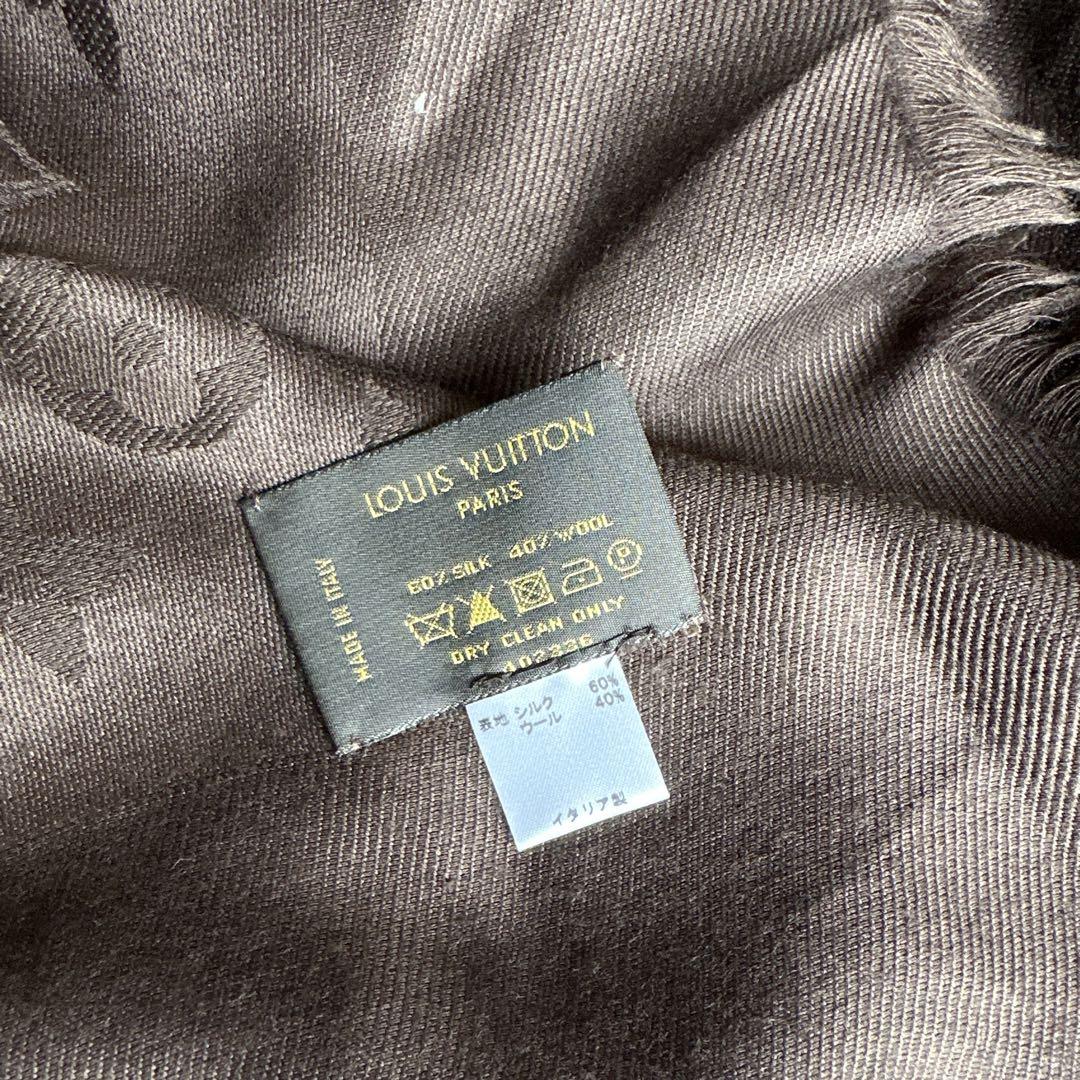 LOUIS VUITTON
PARIS
60% SILK 40% WOOL
DRY CLEAN ONLY
402336
MADE IN ITALY
表地 シルク 60%
ウール 40%
イタリア製